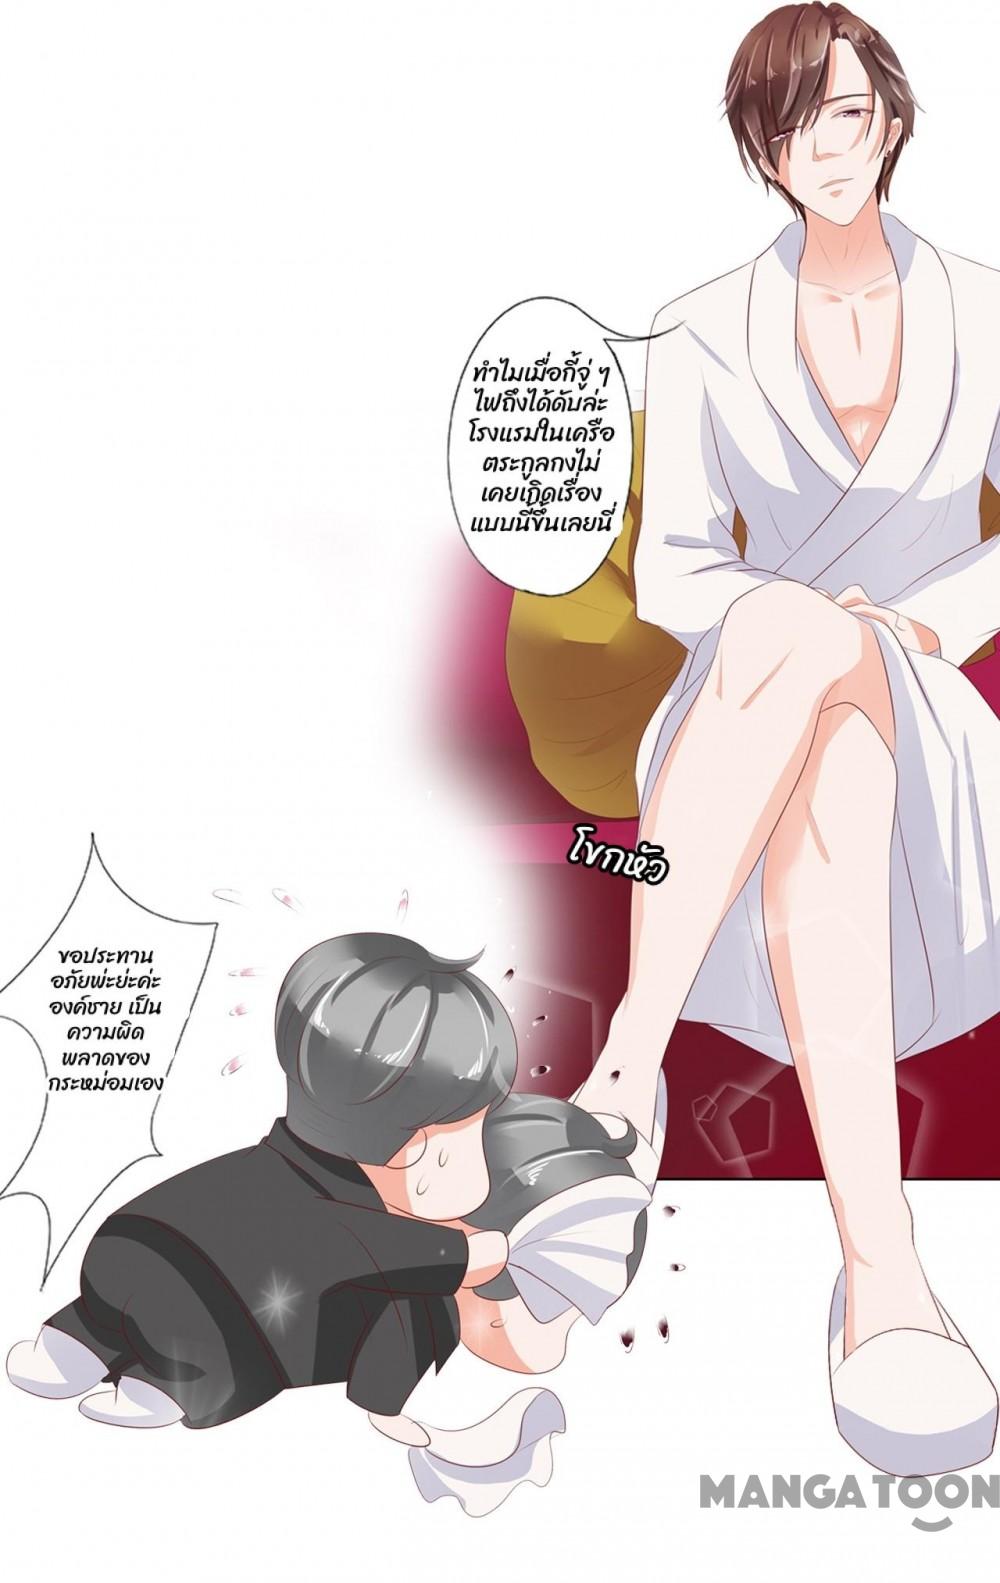 ทำไมเมื่อกี้จู่ ๆ
ไฟถึงได้ดับล่ะ
โรงแรมในเครือ
ตระกูลกงไม่
เคยเกิดเรื่อง
แบบนี้ขึ้นเลยนี่
โขกหัว
ขอประทาน
อภัยพ่ะย่ะค่ะ
องค์ชาย เป็น
ความผิด
พลาดของ
กระหม่อมเอง
MANGATOON